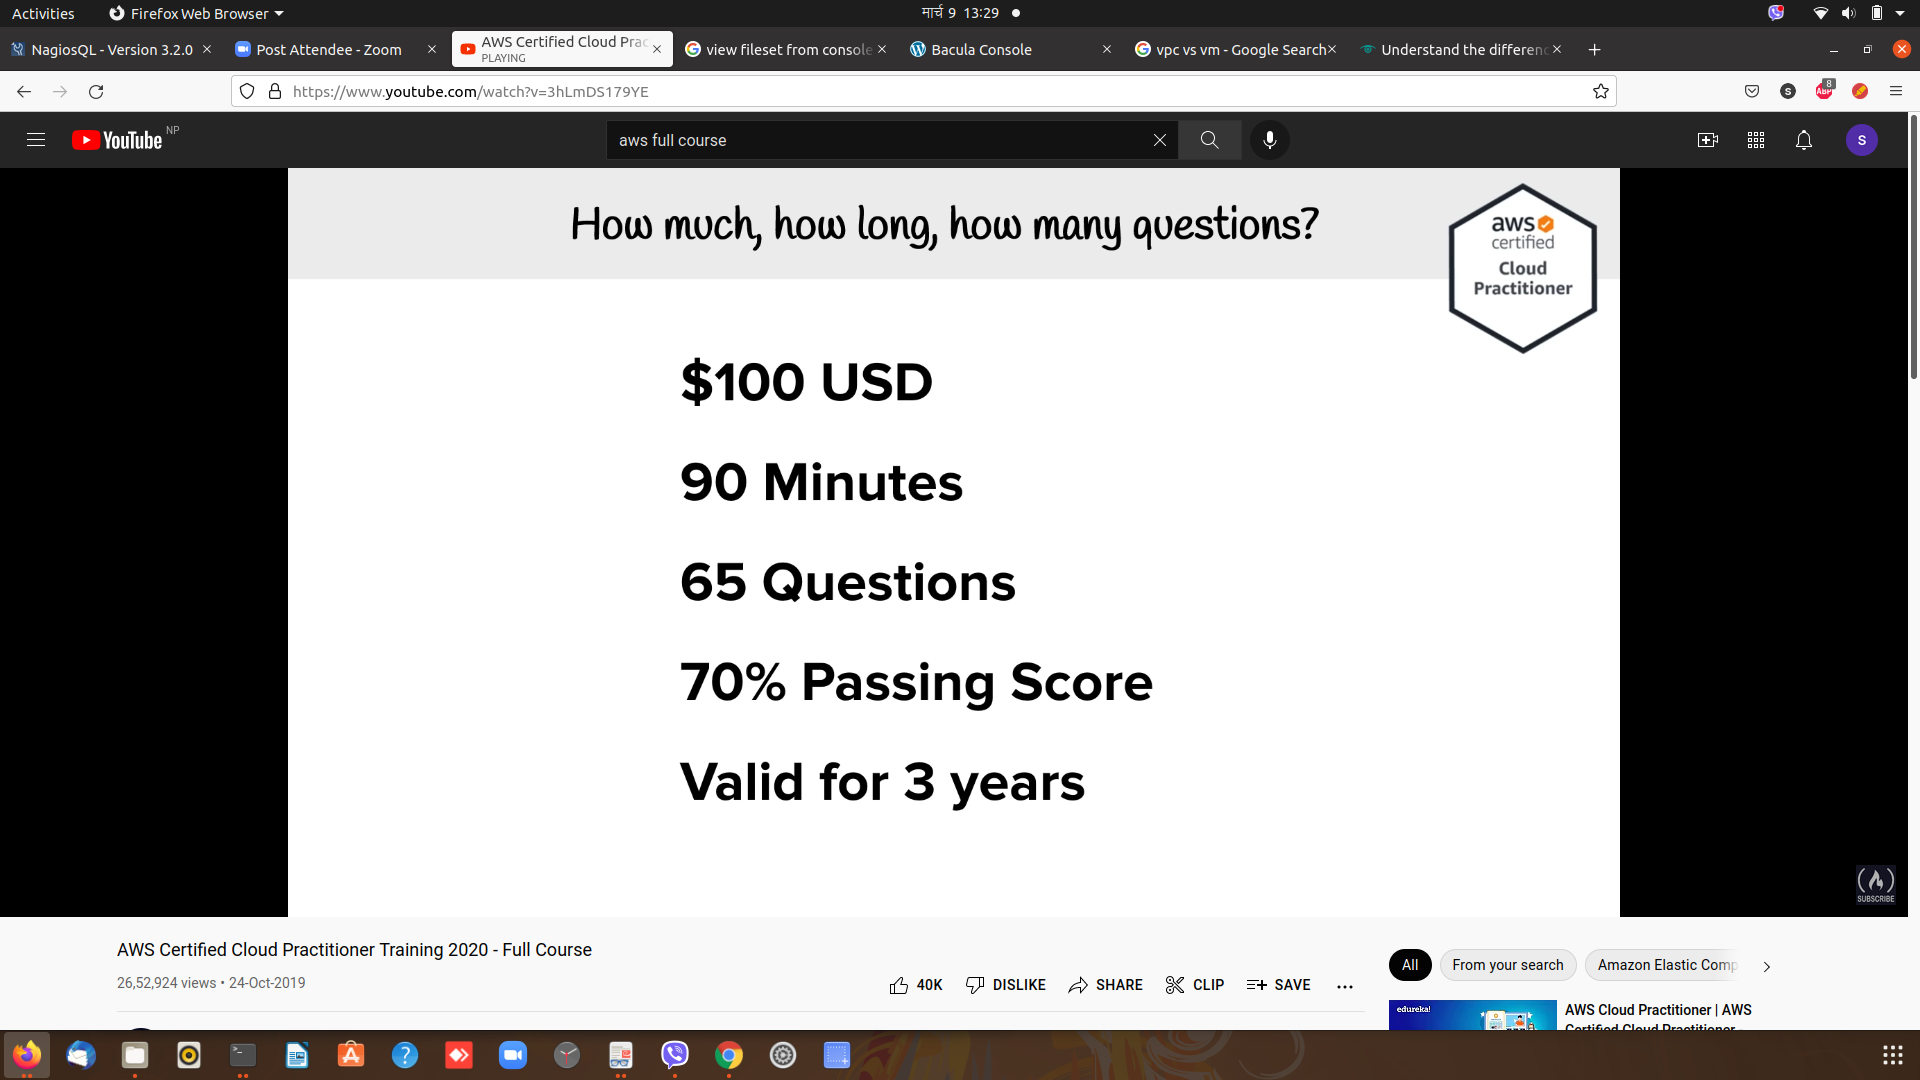 Activities
Firefox Web Browser
मार्च 9 13:29
NagiosQL - Version 3.2.0
Post Attendee - Zoom
AWS Certified Cloud Prac
PLAYING
view fileset from console
Bacula Console
vpc vs vm - Google Search
Understand the differenc
https://www.youtube.com/watch?v=3hLmDS179YE
S
ABP
8
YouTube NP
aws full course
S
How much, how long, how many questions?
aws
certified
Cloud
Practitioner
$100 USD
90 Minutes
65 Questions
70% Passing Score
Valid for 3 years
SUBSCRIBE
AWS Certified Cloud Practitioner Training 2020 - Full Course
26,52,924 views • 24-Oct-2019
40K
DISLIKE
SHARE
CLIP
SAVE
All
From your search
Amazon Elastic Comp
edureka!
AWS Cloud Practitioner | AWS
Certified Cloud Practitioner -